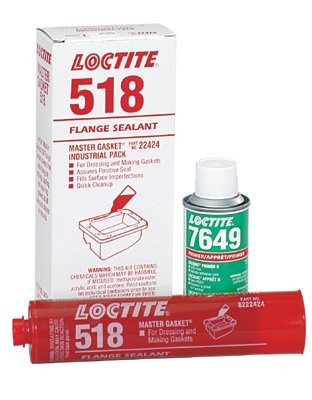 LOCTITE
518
FLANGE SEALANT
MASTER GASKET PART
INDUSTRIAL PACK NO. 22424
For Dressing and Making Gaskets
Assures Positive Seal
Fills Surface Imperfections
Quick Cleanup
WARNING: THIS KIT CONTAINS
CHEMICALS WHICH MAY BE HARMFUL
LOCTITE
7649
LOCTITE
518
MASTER GASKET
For Dressing and
Making Gaskets
PART NO.